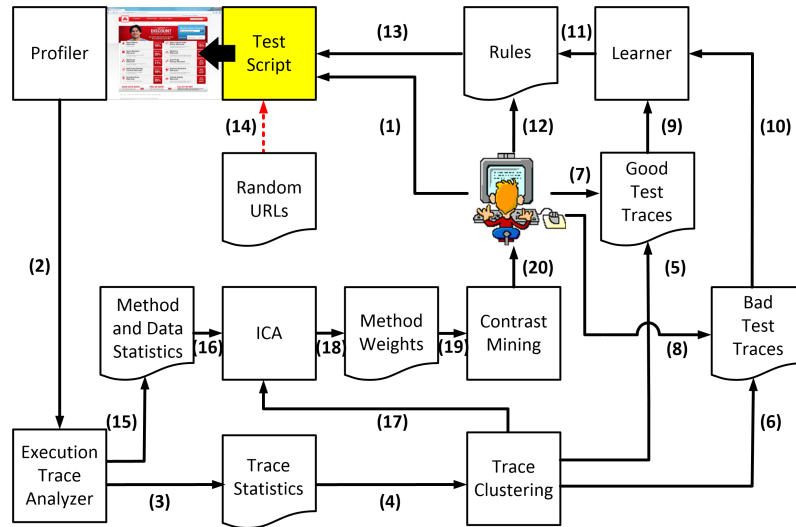 Profiler
DISCOUNT
Test
Script
(13)
Rules
(11)
Learner
(14)
(1)
(12)
(9)
(10)
Random
URLs
(7)
Good
Test
Traces
(2)
(20)
(5)
Method
and Data
Statistics
(16)
ICA
(18)
Method
Weights
(19)
Contrast
Mining
(8)
Bad
Test
Traces
(15)
(17)
(6)
Execution
Trace
Analyzer
(3)
Trace
Statistics
(4)
Trace
Clustering